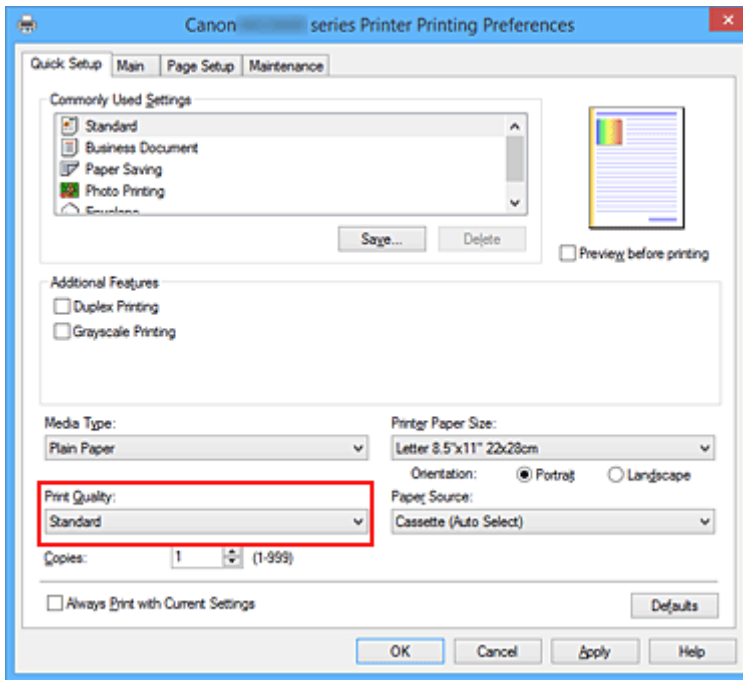 Canon series Printer Printing Preferences
Quick Setup Main Page Setup Maintenance
Commonly Used Settings
Standard
Business Document
Paper Saving
Photo Printing
Envelope
Save... Delete
Preview before printing
Additional Features
Duplex Printing
Grayscale Printing
Media Type: Printer Paper Size:
Plain Paper Letter 8.5"x11" 22x28cm
Orientation: Portrait Landscape
Print Quality: Paper Source:
Standard Cassette (Auto Select)
Copies: 1 (1-999)
Always Print with Current Settings Defaults
OK Cancel Apply Help